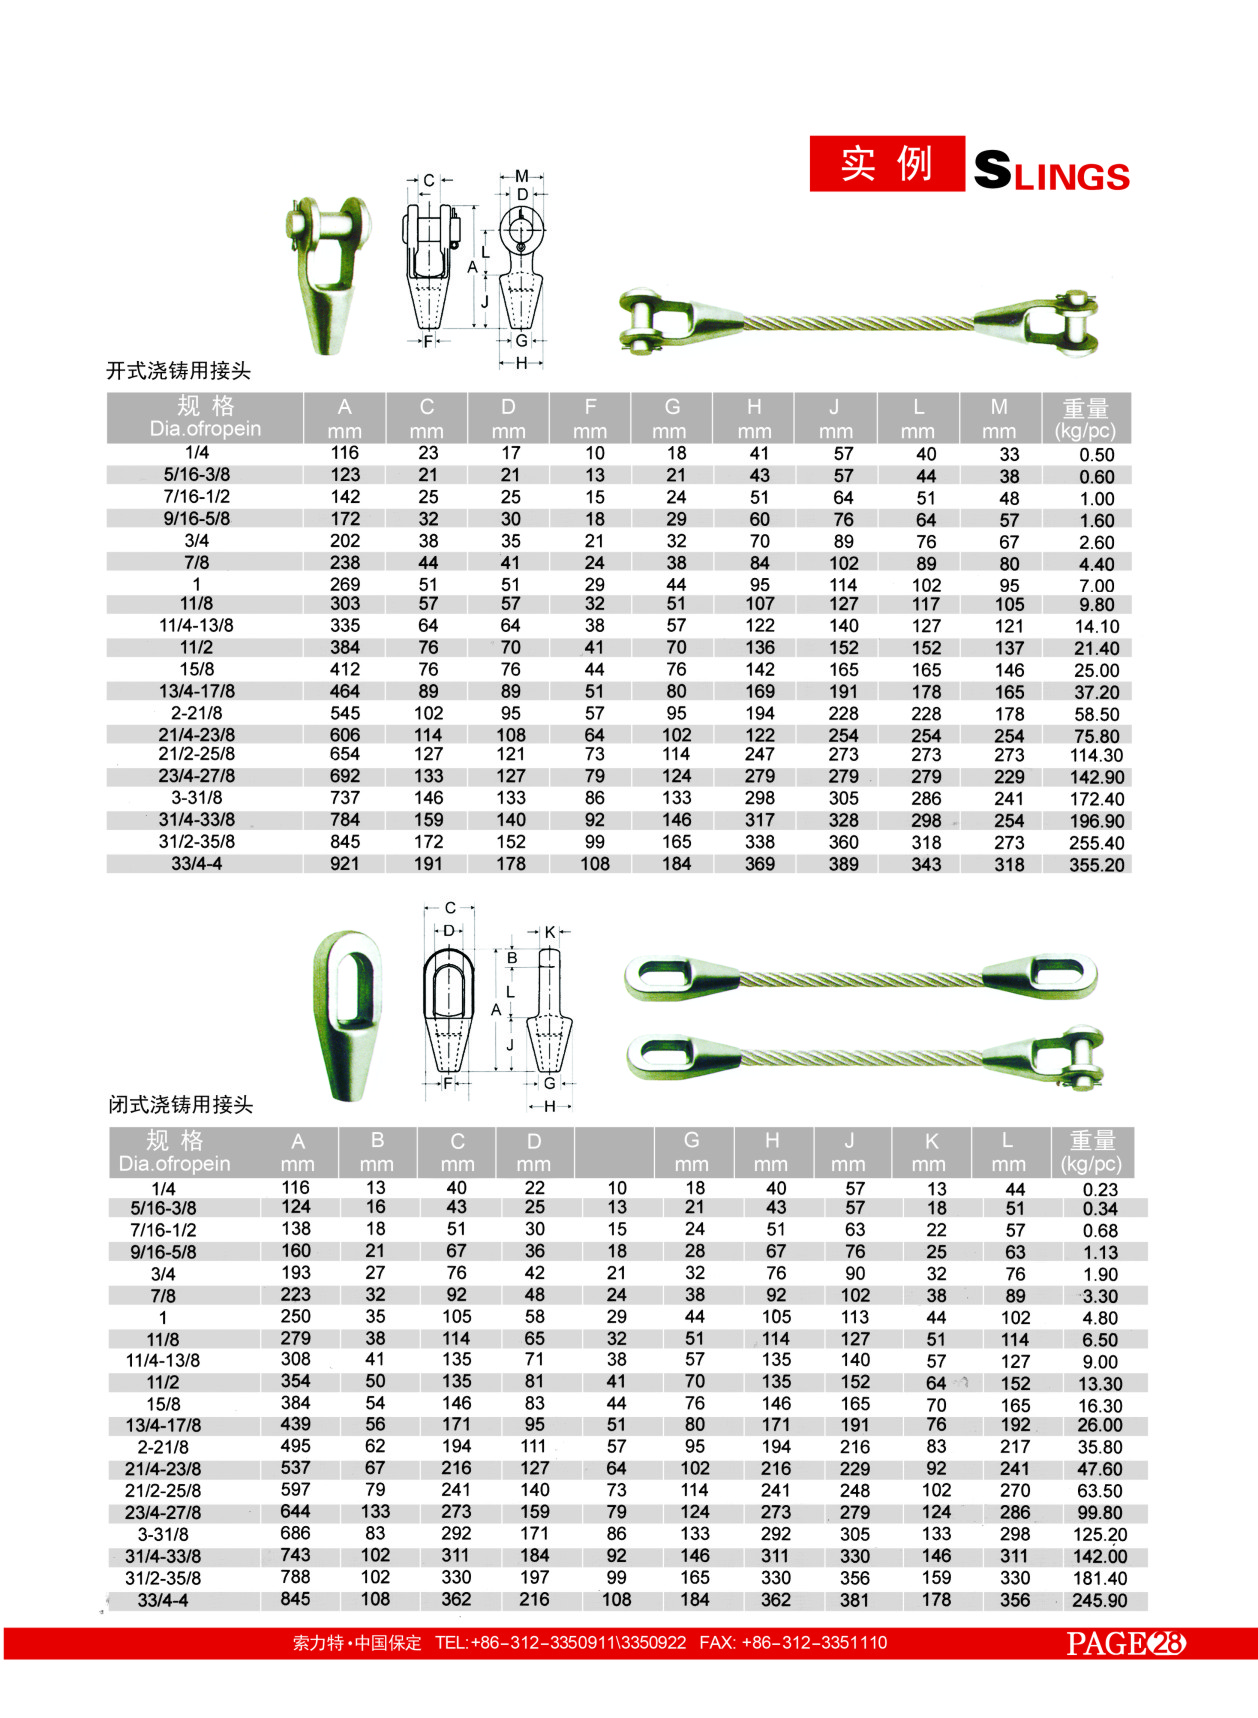 实 例 SLINGS
C
M
D
L
A
J
F
G
H
开式浇铸用接头
规 格 A C D F G H J L M 重量
Dia.ofropein mm mm mm mm mm mm mm mm mm (kg/pc)
1/4 116 23 17 10 18 41 57 40 33 0.50
5/16-3/8 123 21 21 13 21 43 57 44 38 0.60
7/16-1/2 142 25 25 15 24 51 64 51 48 1.00
9/16-5/8 172 32 30 18 29 60 76 64 57 1.60
3/4 202 38 35 21 32 70 89 76 67 2.60
7/8 238 44 41 24 38 84 102 89 80 4.40
1 269 51 51 29 44 95 114 102 95 7.00
11/8 303 57 57 32 51 107 127 117 105 9.80
11/4-13/8 335 64 64 38 57 122 140 127 121 14.10
11/2 384 76 70 41 70 136 152 152 137 21.40
15/8 412 76 76 44 76 142 165 165 146 25.00
13/4-17/8 464 89 89 51 80 169 191 178 165 37.20
2-21/8 545 102 95 57 95 194 228 228 178 58.50
21/4-23/8 606 114 108 64 102 122 254 254 254 75.80
21/2-25/8 654 127 121 73 114 247 273 273 273 114.30
23/4-27/8 692 133 127 79 124 279 279 279 229 142.90
3-31/8 737 146 133 86 133 298 305 286 241 172.40
31/4-33/8 784 159 140 92 146 317 328 298 254 196.90
31/2-35/8 845 172 152 99 165 338 360 318 273 255.40
33/4-4 921 191 178 108 184 369 389 343 318 355.20
C
D
K
B
L
A
J
F
G
H
闭式浇铸用接头
规 格 A B C D G H J K L 重量
Dia.ofropein mm mm mm mm mm mm mm mm mm (kg/pc)
1/4 116 13 40 22 10 18 40 57 13 44 0.23
5/16-3/8 124 16 43 25 13 21 43 57 18 51 0.34
7/16-1/2 138 18 51 30 15 24 51 63 22 57 0.68
9/16-5/8 160 21 67 36 18 28 67 76 25 63 1.13
3/4 193 27 76 42 21 32 76 90 32 76 1.90
7/8 223 32 92 48 24 38 92 102 38 89 3.30
1 250 35 105 58 29 44 105 113 44 102 4.80
11/8 279 38 114 65 32 51 114 127 51 114 6.50
11/4-13/8 308 41 135 71 38 57 135 140 57 127 9.00
11/2 354 50 135 81 41 70 135 152 64 152 13.30
15/8 384 54 146 83 44 76 146 165 70 165 16.30
13/4-17/8 439 56 171 95 51 80 171 191 76 192 26.00
2-21/8 495 62 194 111 57 95 194 216 83 217 35.80
21/4-23/8 537 67 216 127 64 102 216 229 92 241 47.60
21/2-25/8 597 79 241 140 73 114 241 248 102 270 63.50
23/4-27/8 644 133 273 159 79 124 273 279 124 286 99.80
3-31/8 686 83 292 171 86 133 292 305 133 298 125.20
31/4-33/8 743 102 311 184 92 146 311 330 146 311 142.00
31/2-35/8 788 102 330 197 99 165 330 356 159 330 181.40
33/4-4 845 108 362 216 108 184 362 381 178 356 245.90
索力特·中国保定 TEL:+86-312-3350911\3350922 FAX: +86-312-3351110 PAGE28